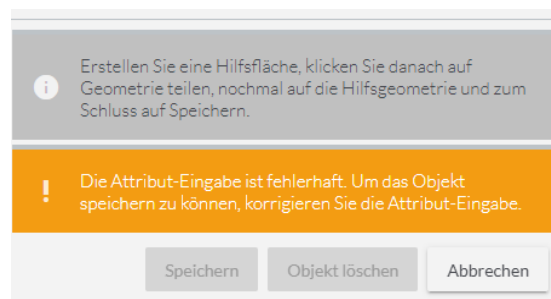 Erstellen Sie eine Hilfsfläche, klicken Sie danach auf
Geometrie teilen, nochmal auf die Hilfsgeometrie und zum
Schluss auf Speichern.
Die Attribut-Eingabe ist fehlerhaft. Um das Objekt
speichern zu können, korrigieren Sie die Attribut-Eingabe.
Speichern Objekt löschen Abbrechen